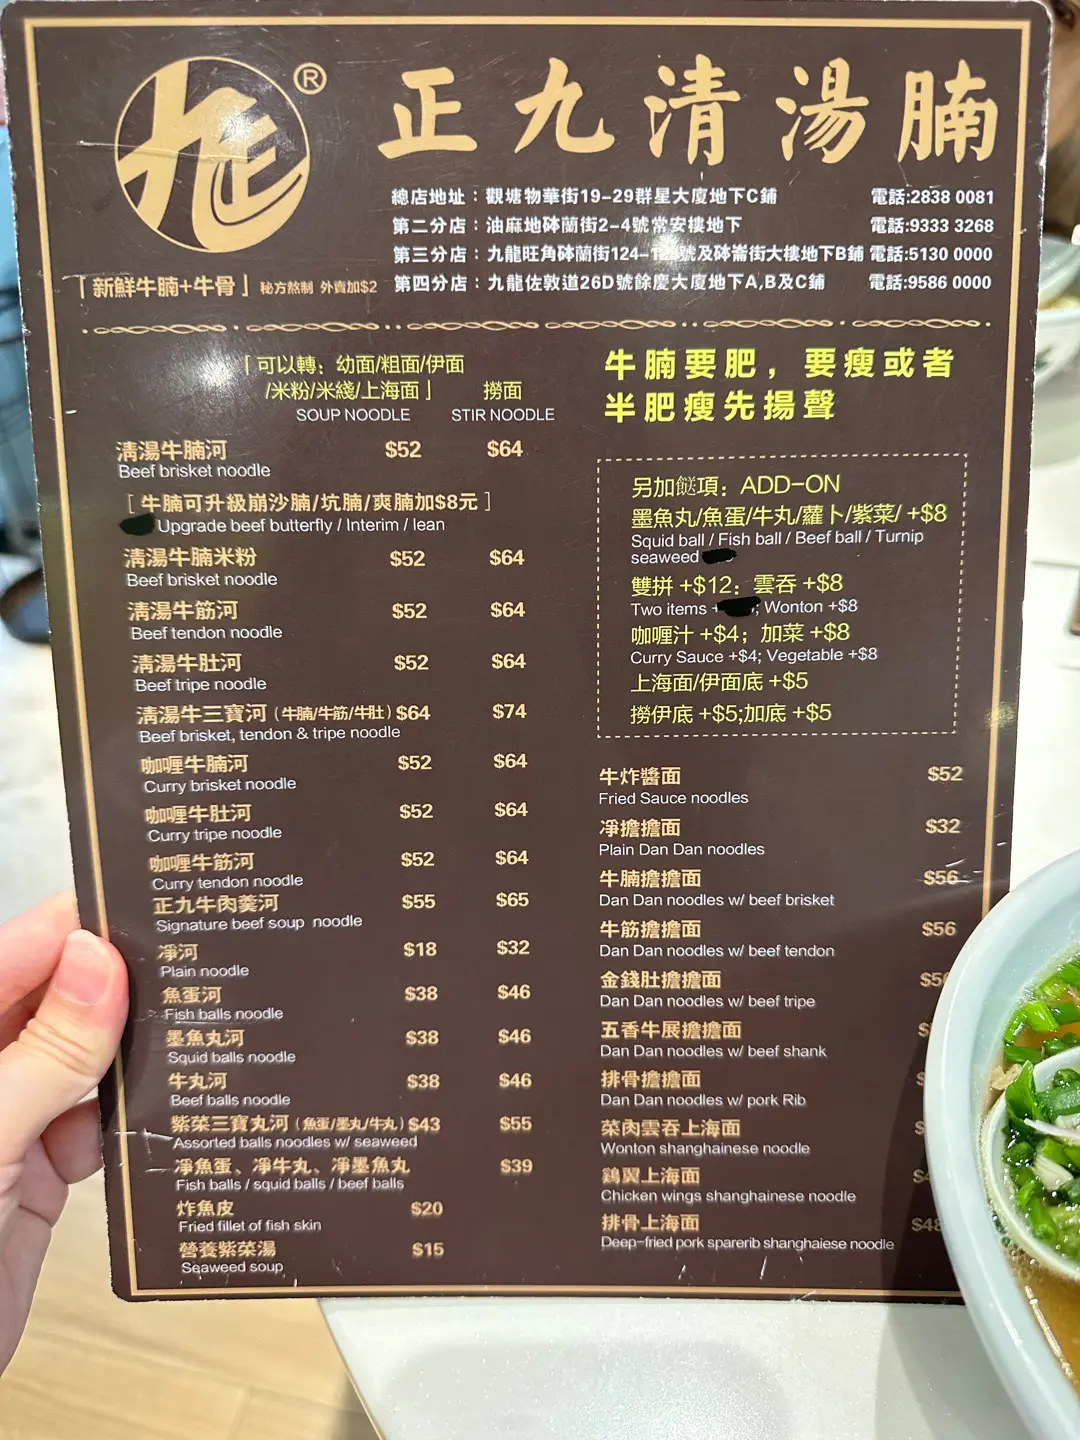 ®
正九清湯腩
總店地址：觀塘物華街19-29群星大廈地下C鋪 電話:2838 0081
第二分店：油麻地砵蘭街2-4號常安樓地下 電話:9333 3268
第三分店：九龍旺角砵蘭街124- 號及砵崙街大樓地下B鋪 電話:5130 0000
第四分店：九龍佐敦道26D號餘慶大廈地下A,B及C鋪 電話:9586 0000
「新鮮牛腩+牛骨」秘方熬制 外賣加$2
「可以轉：幼面/粗面/伊面
/米粉/米綫/上海面」 撈面
SOUP NOODLE STIR NOODLE
清湯牛腩河 $52 $64
Beef brisket noodle
[ 牛腩可升級崩沙腩/坑腩/爽腩加$8元 ]
Upgrade beef butterfly / Interim / lean
清湯牛腩米粉 $52 $64
Beef brisket noodle
清湯牛筋河 $52 $64
Beef tendon noodle
清湯牛肚河 $52 $64
Beef tripe noodle
清湯牛三寶河（牛腩/牛筋/牛肚）$64 $74
Beef brisket, tendon & tripe noodle
咖喱牛腩河 $52 $64
Curry brisket noodle
咖喱牛肚河 $52 $64
Curry tripe noodle
咖喱牛筋河 $52 $64
Curry tendon noodle
正九牛肉羹河 $55 $65
Signature beef soup noodle
凈河 $18 $32
Plain noodle
魚蛋河 $38 $46
Fish balls noodle
墨魚丸河 $38 $46
Squid balls noodle
牛丸河 $38 $46
Beef balls noodle
紫菜三寶丸河（魚蛋/墨丸/牛丸）$43 $55
Assorted balls noodles w/ seaweed
凈魚蛋、凈牛丸、凈墨魚丸 $39
Fish balls / squid balls / beef balls
炸魚皮 $20
Fried fillet of fish skin
營養紫菜湯 $15
Seaweed soup
牛腩要肥，要瘦或者
半肥瘦先揚聲
另加餸項：ADD-ON
墨魚丸/魚蛋/牛丸/蘿卜/紫菜/ +$8
Squid ball / Fish ball / Beef ball / Turnip
seaweed
雙拼 +$12：雲吞 +$8
Two items + ; Wonton +$8
咖喱汁 +$4；加菜 +$8
Curry Sauce +$4; Vegetable +$8
上海面/伊面底 +$5
撈伊底 +$5;加底 +$5
牛炸醬面 $52
Fried Sauce noodles
凈擔擔面 $32
Plain Dan Dan noodles
牛腩擔擔面 $56
Dan Dan noodles w/ beef brisket
牛筋擔擔面 $56
Dan Dan noodles w/ beef tendon
金錢肚擔擔面
Dan Dan noodles w/ beef tripe
五香牛展擔擔面
Dan Dan noodles w/ beef shank
排骨擔擔面
Dan Dan noodles w/ pork Rib
菜肉雲吞上海面
Wonton shanghainese noodle
鷄翼上海面
Chicken wings shanghainese noodle
排骨上海面 $48
Deep-fried pork sparerib shanghaiese noodle